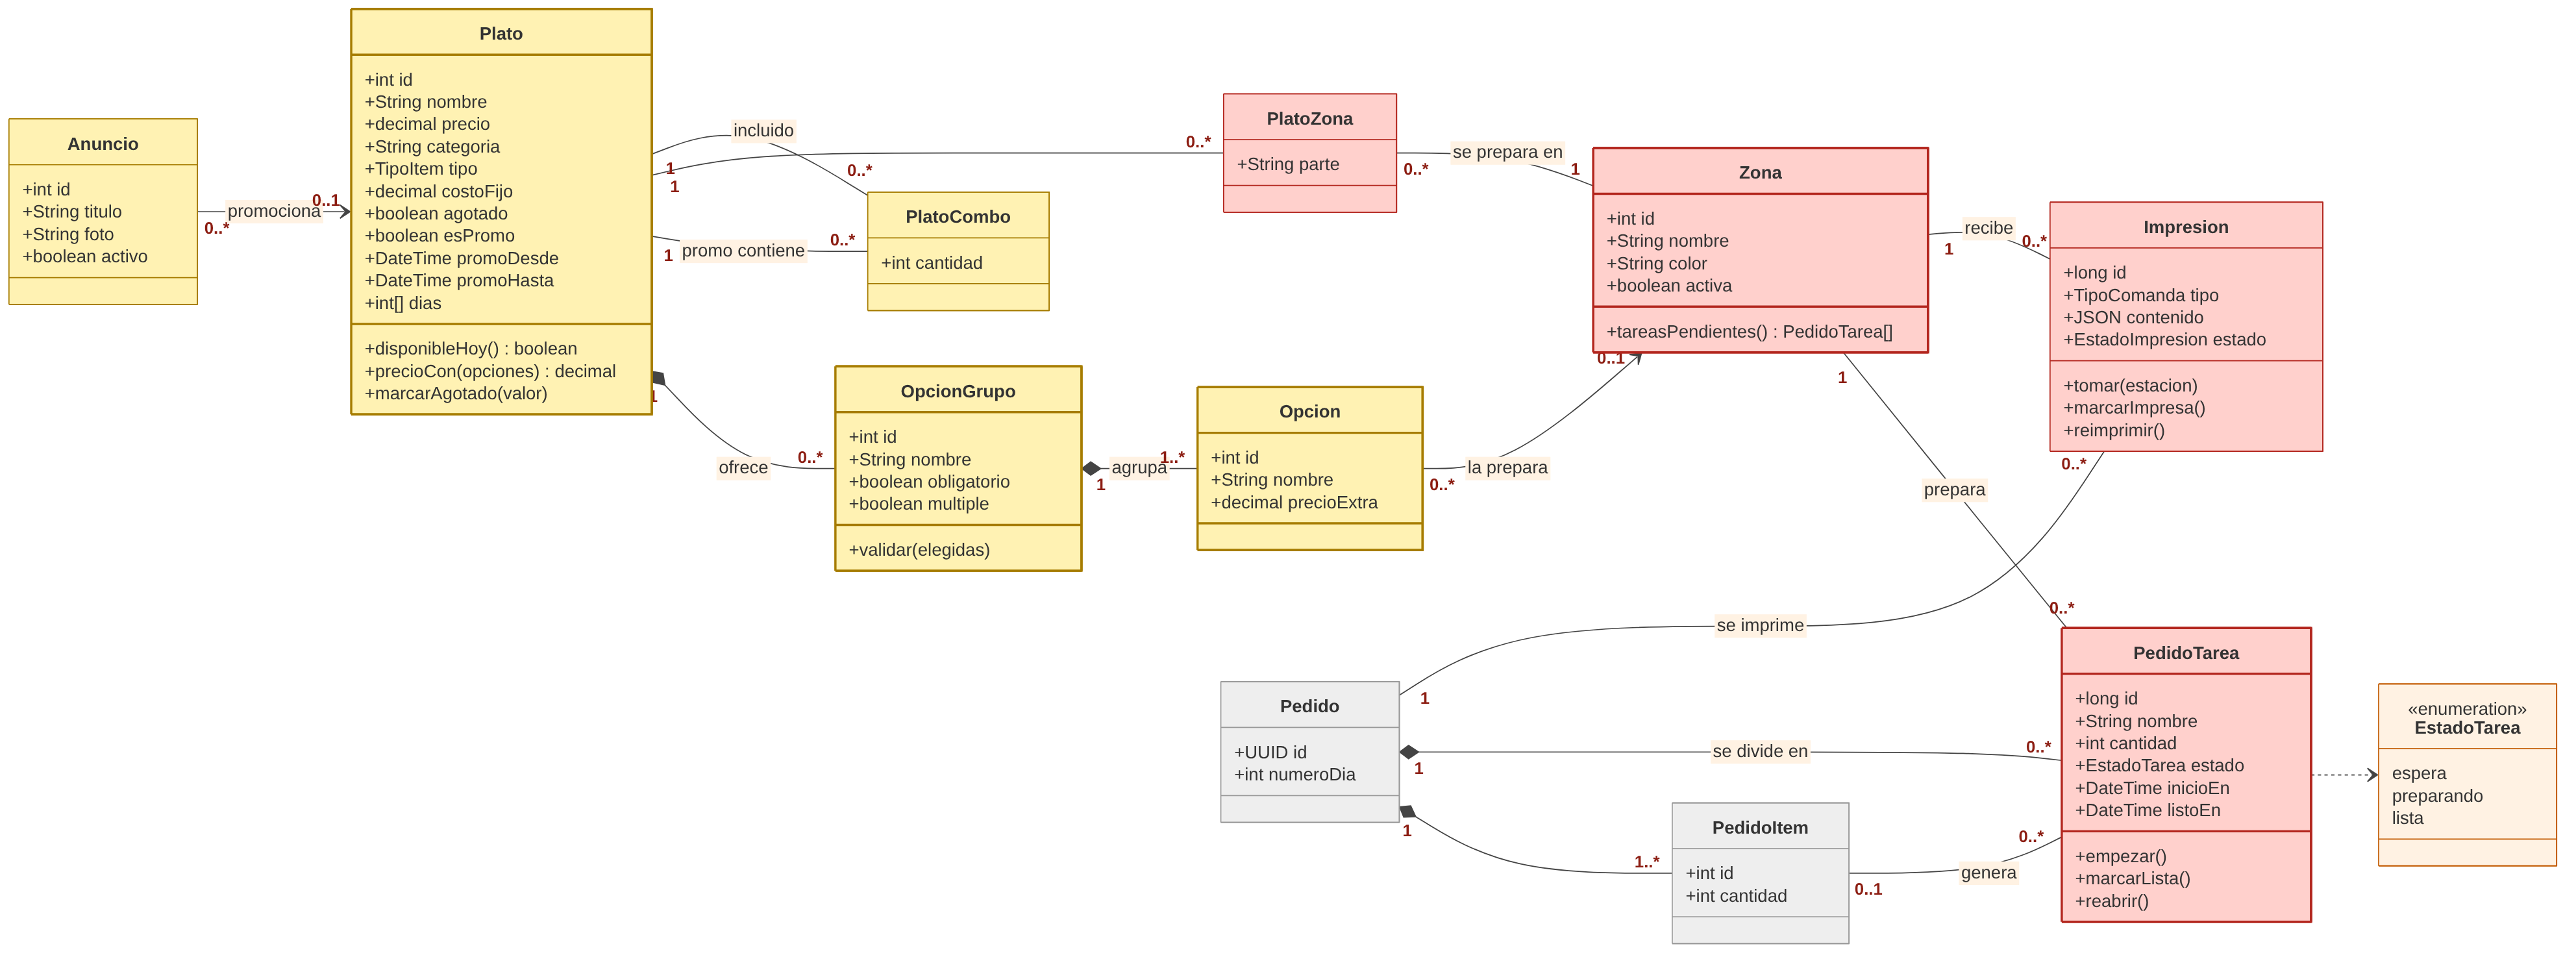 Anuncio
+int id
+String titulo
+String foto
+boolean activo
0..*
promociona
0..1
Plato
+int id
+String nombre
+decimal precio
+String categoria
+TipoItem tipo
+decimal costoFijo
+boolean agotado
+boolean esPromo
+DateTime promoDesde
+DateTime promoHasta
+int[] dias
+disponibleHoy() : boolean
+precioCon(opciones) : decimal
+marcarAgotado(valor)
1
incluido
0..*
1
0..*
1
promo contiene
0..*
1
ofrece
0..*
PlatoCombo
+int cantidad
OpcionGrupo
+int id
+String nombre
+boolean obligatorio
+boolean multiple
+validar(elegidas)
1
agrupa
1..*
PlatoZona
+String parte
0..*
se prepara en
1
Opcion
+int id
+String nombre
+decimal precioExtra
0..*
la prepara
0..1
Zona
+int id
+String nombre
+String color
+boolean activa
+tareasPendientes() : PedidoTarea[]
1
recibe
0..*
1
prepara
0..*
Impresion
+long id
+TipoComanda tipo
+JSON contenido
+EstadoImpresion estado
+tomar(estacion)
+marcarImpresa()
+reimprimir()
0..*
se imprime
1
Pedido
+UUID id
+int numeroDia
1
se divide en
0..*
1
1..*
PedidoItem
+int id
+int cantidad
0..1
genera
0..*
PedidoTarea
+long id
+String nombre
+int cantidad
+EstadoTarea estado
+DateTime inicioEn
+DateTime listoEn
+empezar()
+marcarLista()
+reabrir()
«enumeration»
EstadoTarea
espera
preparando
lista